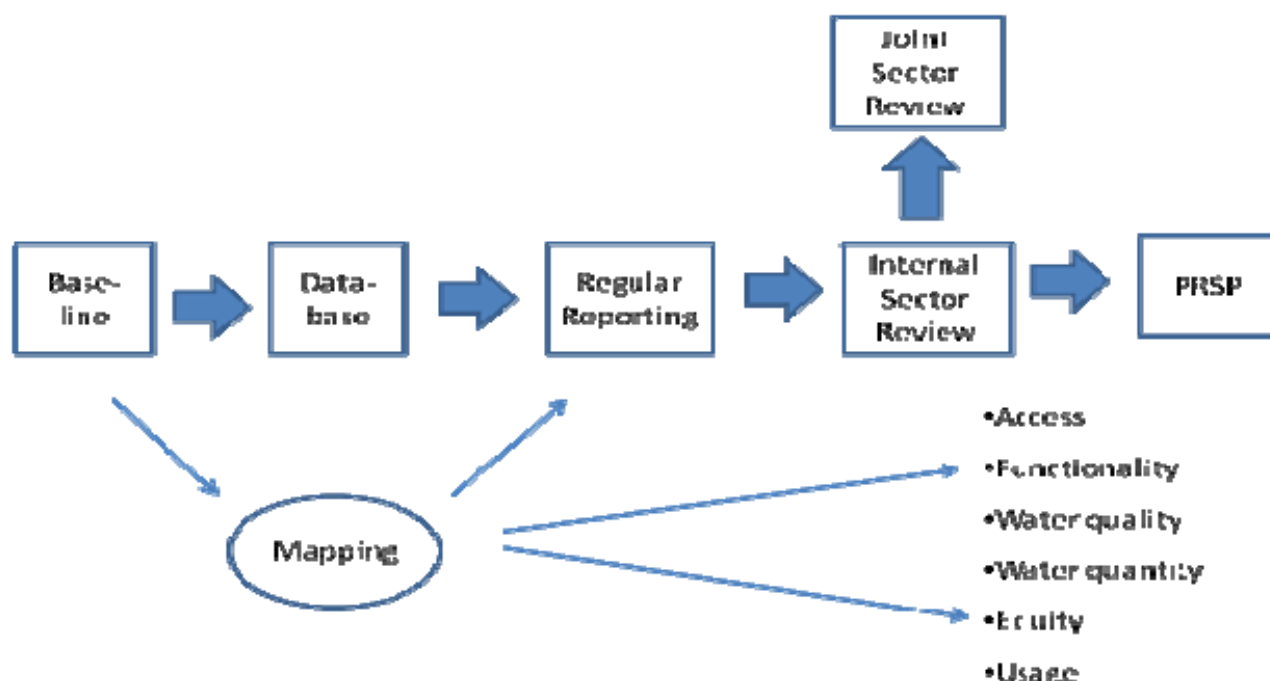 Joint
Sector
Review
Base-
line
Data-
base
Regular
Reporting
Internal
Sector
Review
PRSP
Mapping
•Access
•Functionality
•Water quality
•Water quantity
•Equity
•Usage